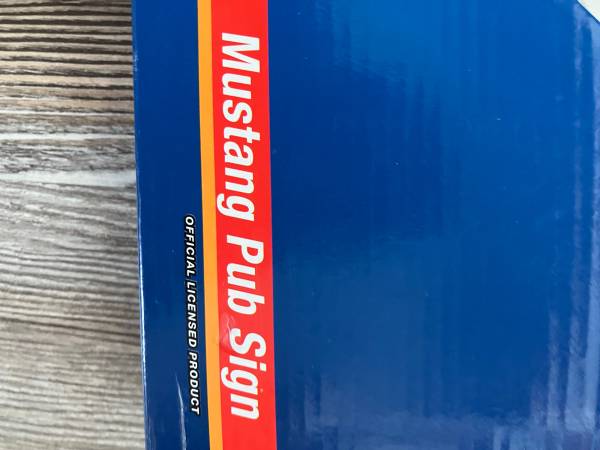 Mustang Pub Sign
OFFICIAL LICENSED PRODUCT